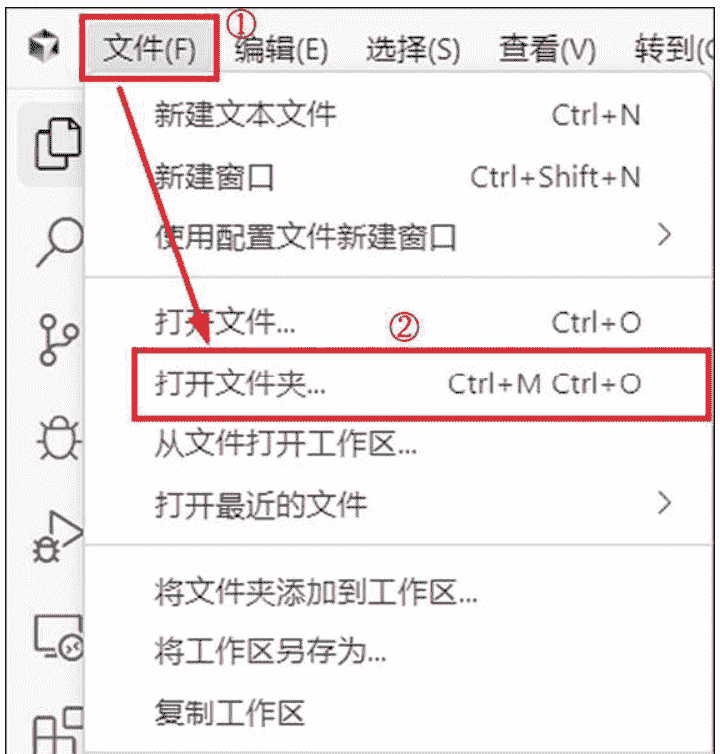 文件(F) ① 编辑(E) 选择(S) 查看(V) 转到(G
新建文本文件 Ctrl+N
新建窗口 Ctrl+Shift+N
使用配置文件新建窗口
打开文件... ② Ctrl+O
打开文件夹... Ctrl+M Ctrl+O
从文件打开工作区...
打开最近的文件
将文件夹添加到工作区...
将工作区另存为...
复制工作区